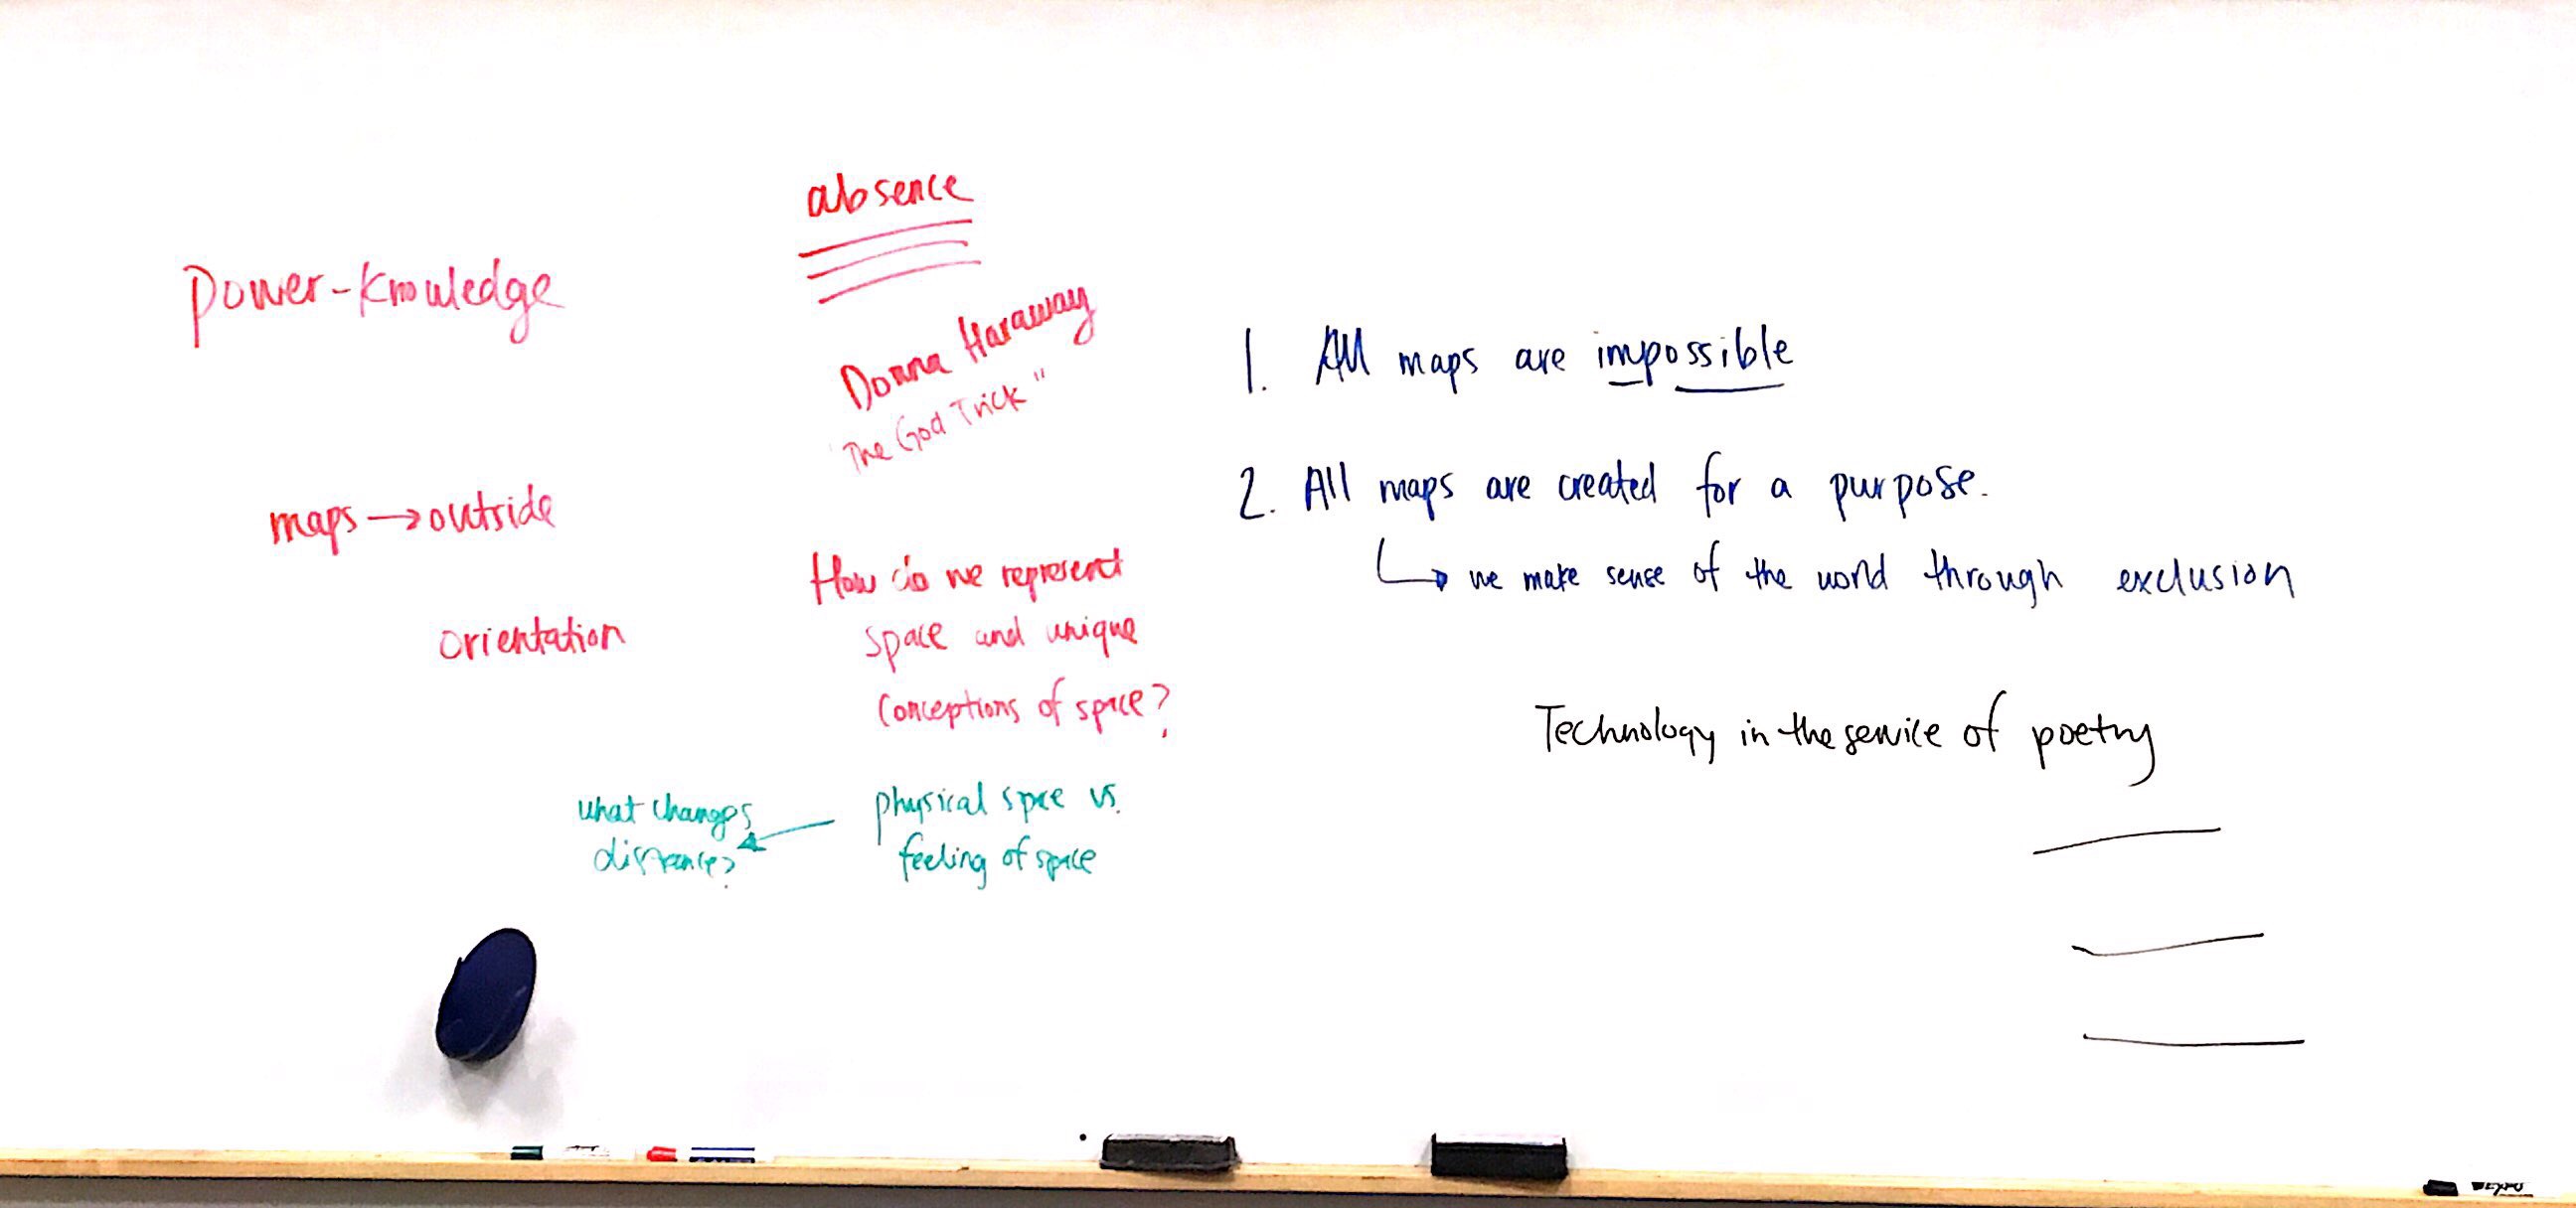 absence
Power-Knowledge
Donna Haraway
"The God Trick"
maps → outside
orientation
How do we represent
space and unique
conceptions of space?
physical space vs.
feeling of space
what changes
distance?
1. All maps are impossible
2. All maps are created for a purpose.
↳ we make sense of the world through exclusion
Technology in the service of poetry
EXPO